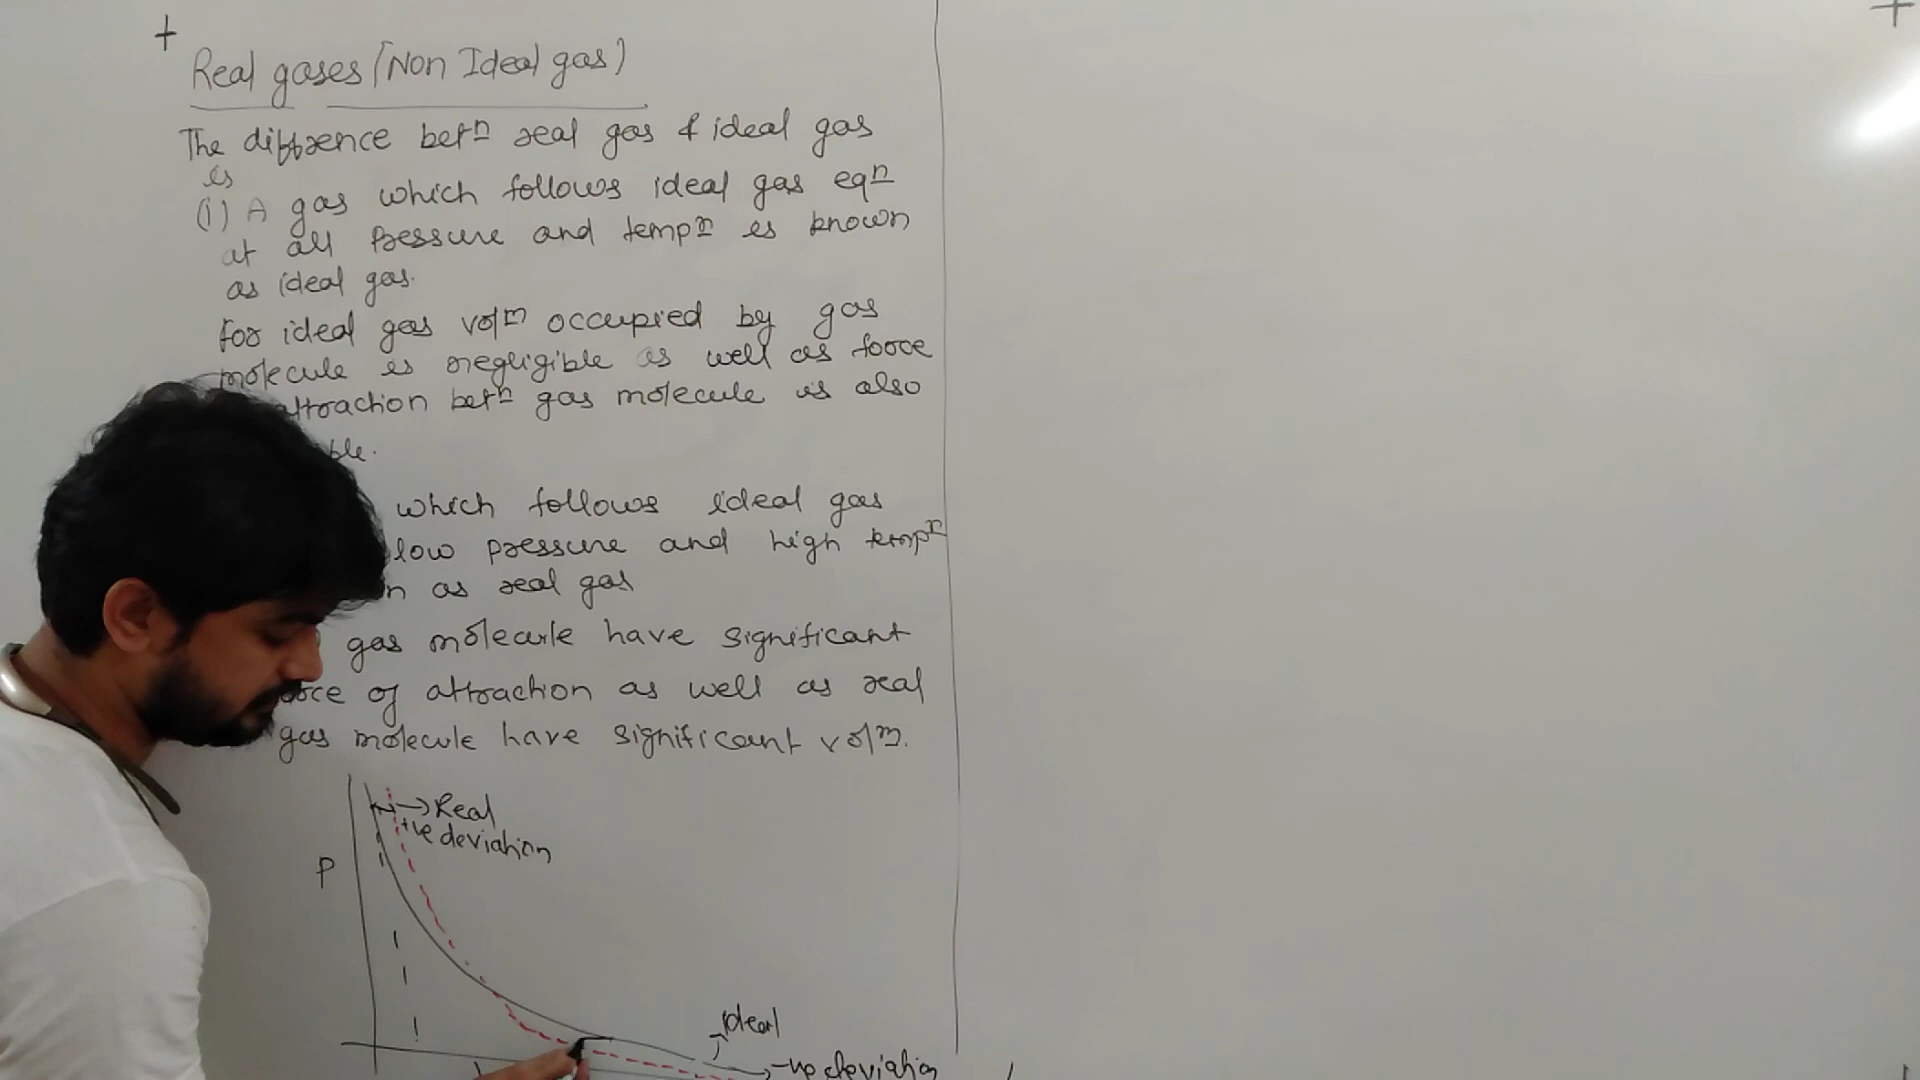 Real gases (Non Ideal gas)
The diffrence betⁿ real gas & ideal gas
is
(i) A gas which follows ideal gas eqⁿ
at all pressure and tempʳ is known
as ideal gas.
for ideal gas volᵐ occupied by gas
molecule is negligible as well as force
attraction betⁿ gas molecule is also
ble.
which follows ideal gas
low pressure and high tempʳ
n as real gas
gas molecule have significant
of attraction as well as real
gas molecule have significant volᵐ.
→ Real
+ve deviation
P
ideal
-ve deviation